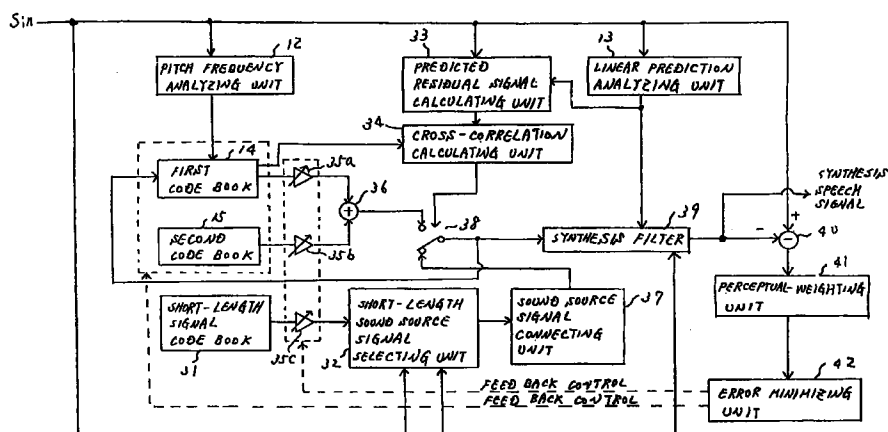 Sin
12
33
13
PITCH FREQUENCY
ANALYZING UNIT
PREDICTED
RESIDUAL SIGNAL
CALCULATING UNIT
LINEAR PREDICTION
ANALYZING UNIT
34
CROSS-CORRELATION
CALCULATING UNIT
14
FIRST
CODE BOOK
35a
36
+
38
SYNTHESIS
SPEECH
SIGNAL
15
SECOND
CODE BOOK
35b
39
SYNTHESIS FILTER
-
+
40
−
SHORT-LENGTH
SIGNAL
CODE BOOK
31
35c
SHORT-LENGTH
SOUND SOURCE
SIGNAL
SELECTING UNIT
32
SOUND SOURCE
SIGNAL
CONNECTING
UNIT
37
41
PERCEPTUAL-WEIGHTING
UNIT
42
FEED BACK CONTROL
FEED BACK CONTROL
ERROR MINIMIZING
UNIT